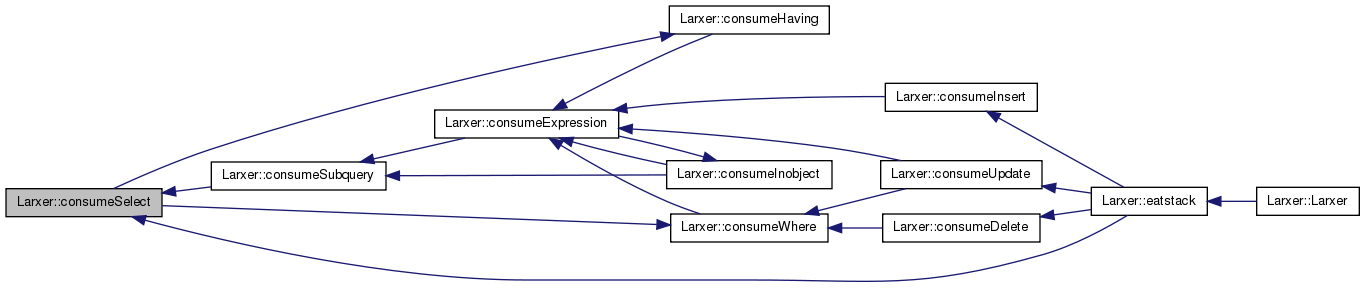 Larxer::consumeHaving
Larxer::consumeInsert
Larxer::consumeExpression
Larxer::consumeSubquery
Larxer::consumeInobject
Larxer::consumeUpdate
Larxer::consumeSelect
Larxer::eatstack
Larxer::Larxer
Larxer::consumeWhere
Larxer::consumeDelete